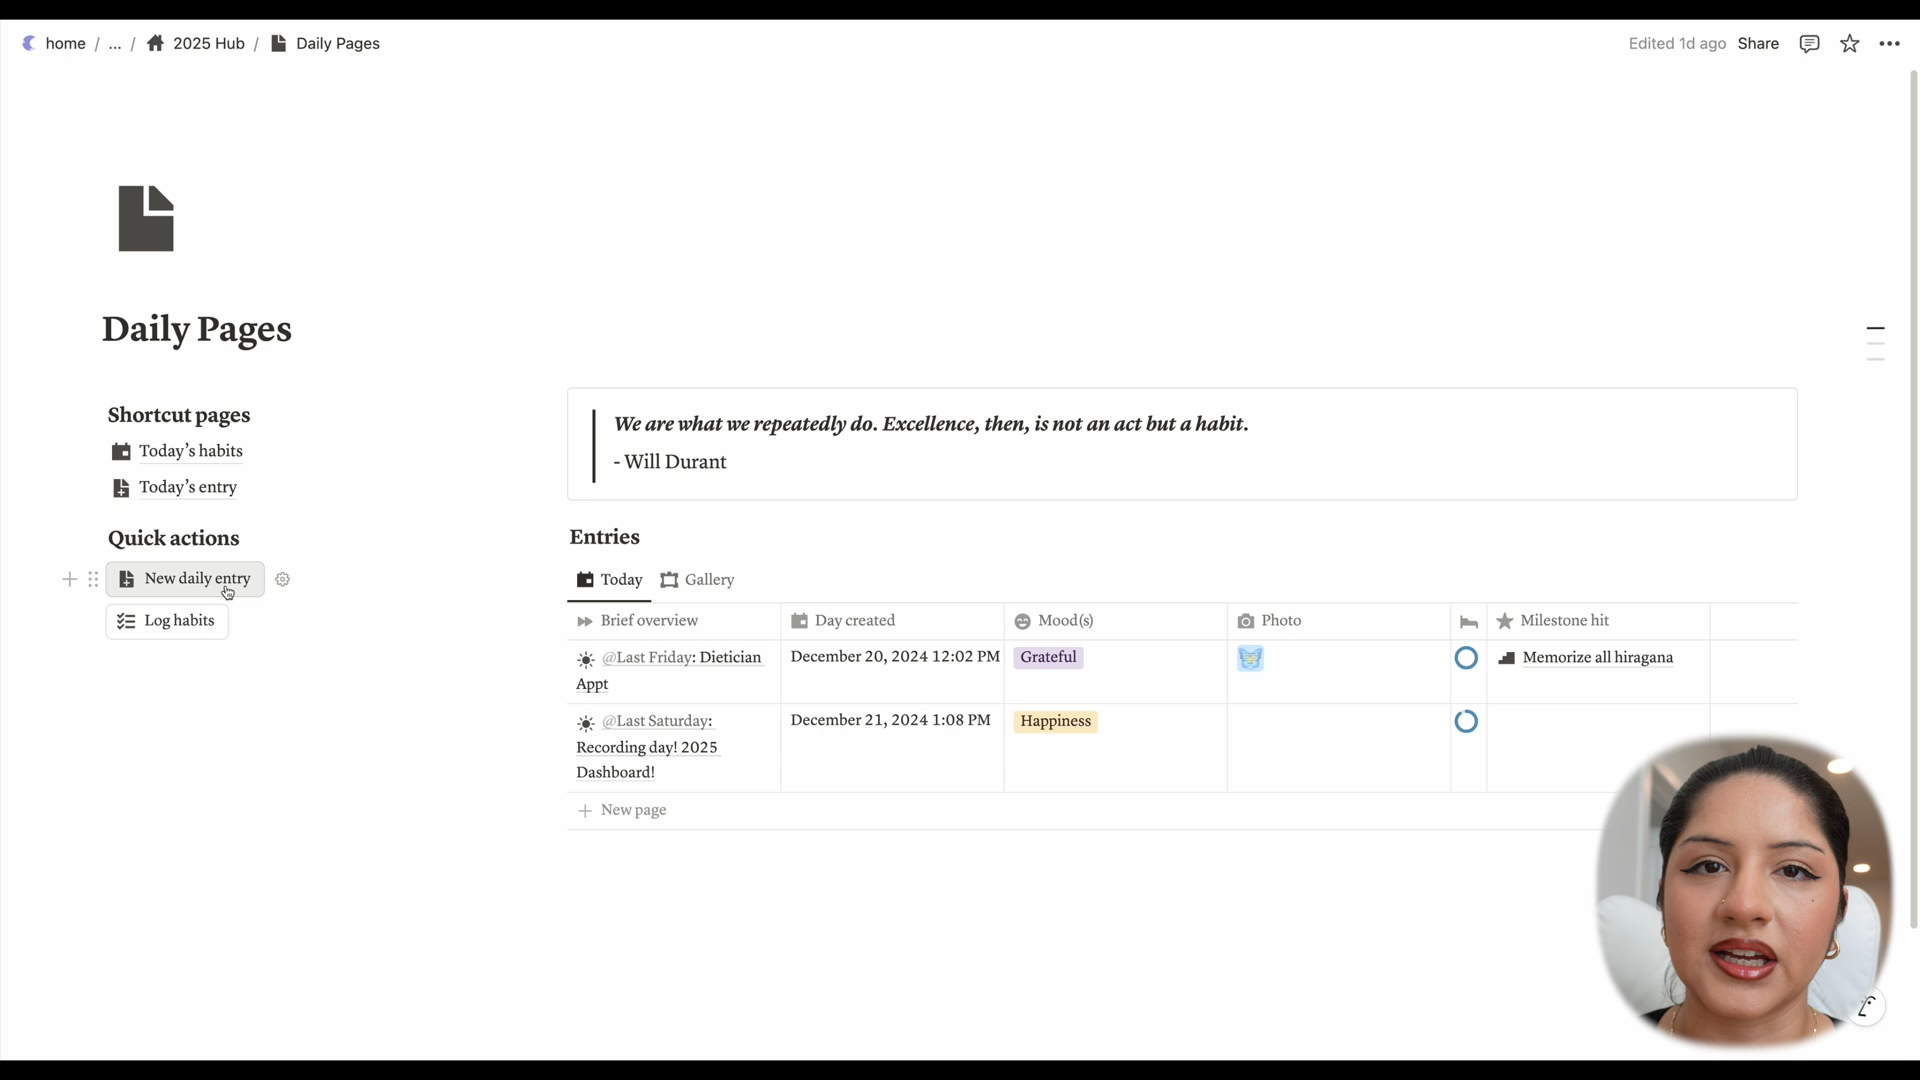 home / ... / 2025 Hub / Daily Pages
Edited 1d ago Share
Daily Pages
Shortcut pages
Today's habits
Today's entry
Quick actions
New daily entry
Log habits
We are what we repeatedly do. Excellence, then, is not an act but a habit.
- Will Durant
Entries
Today Gallery
Brief overview Day created Mood(s) Photo Milestone hit
@Last Friday: Dietician December 20, 2024 12:02 PM Grateful Memorize all hiragana
Appt
@Last Saturday: December 21, 2024 1:08 PM Happiness
Recording day! 2025
Dashboard!
New page